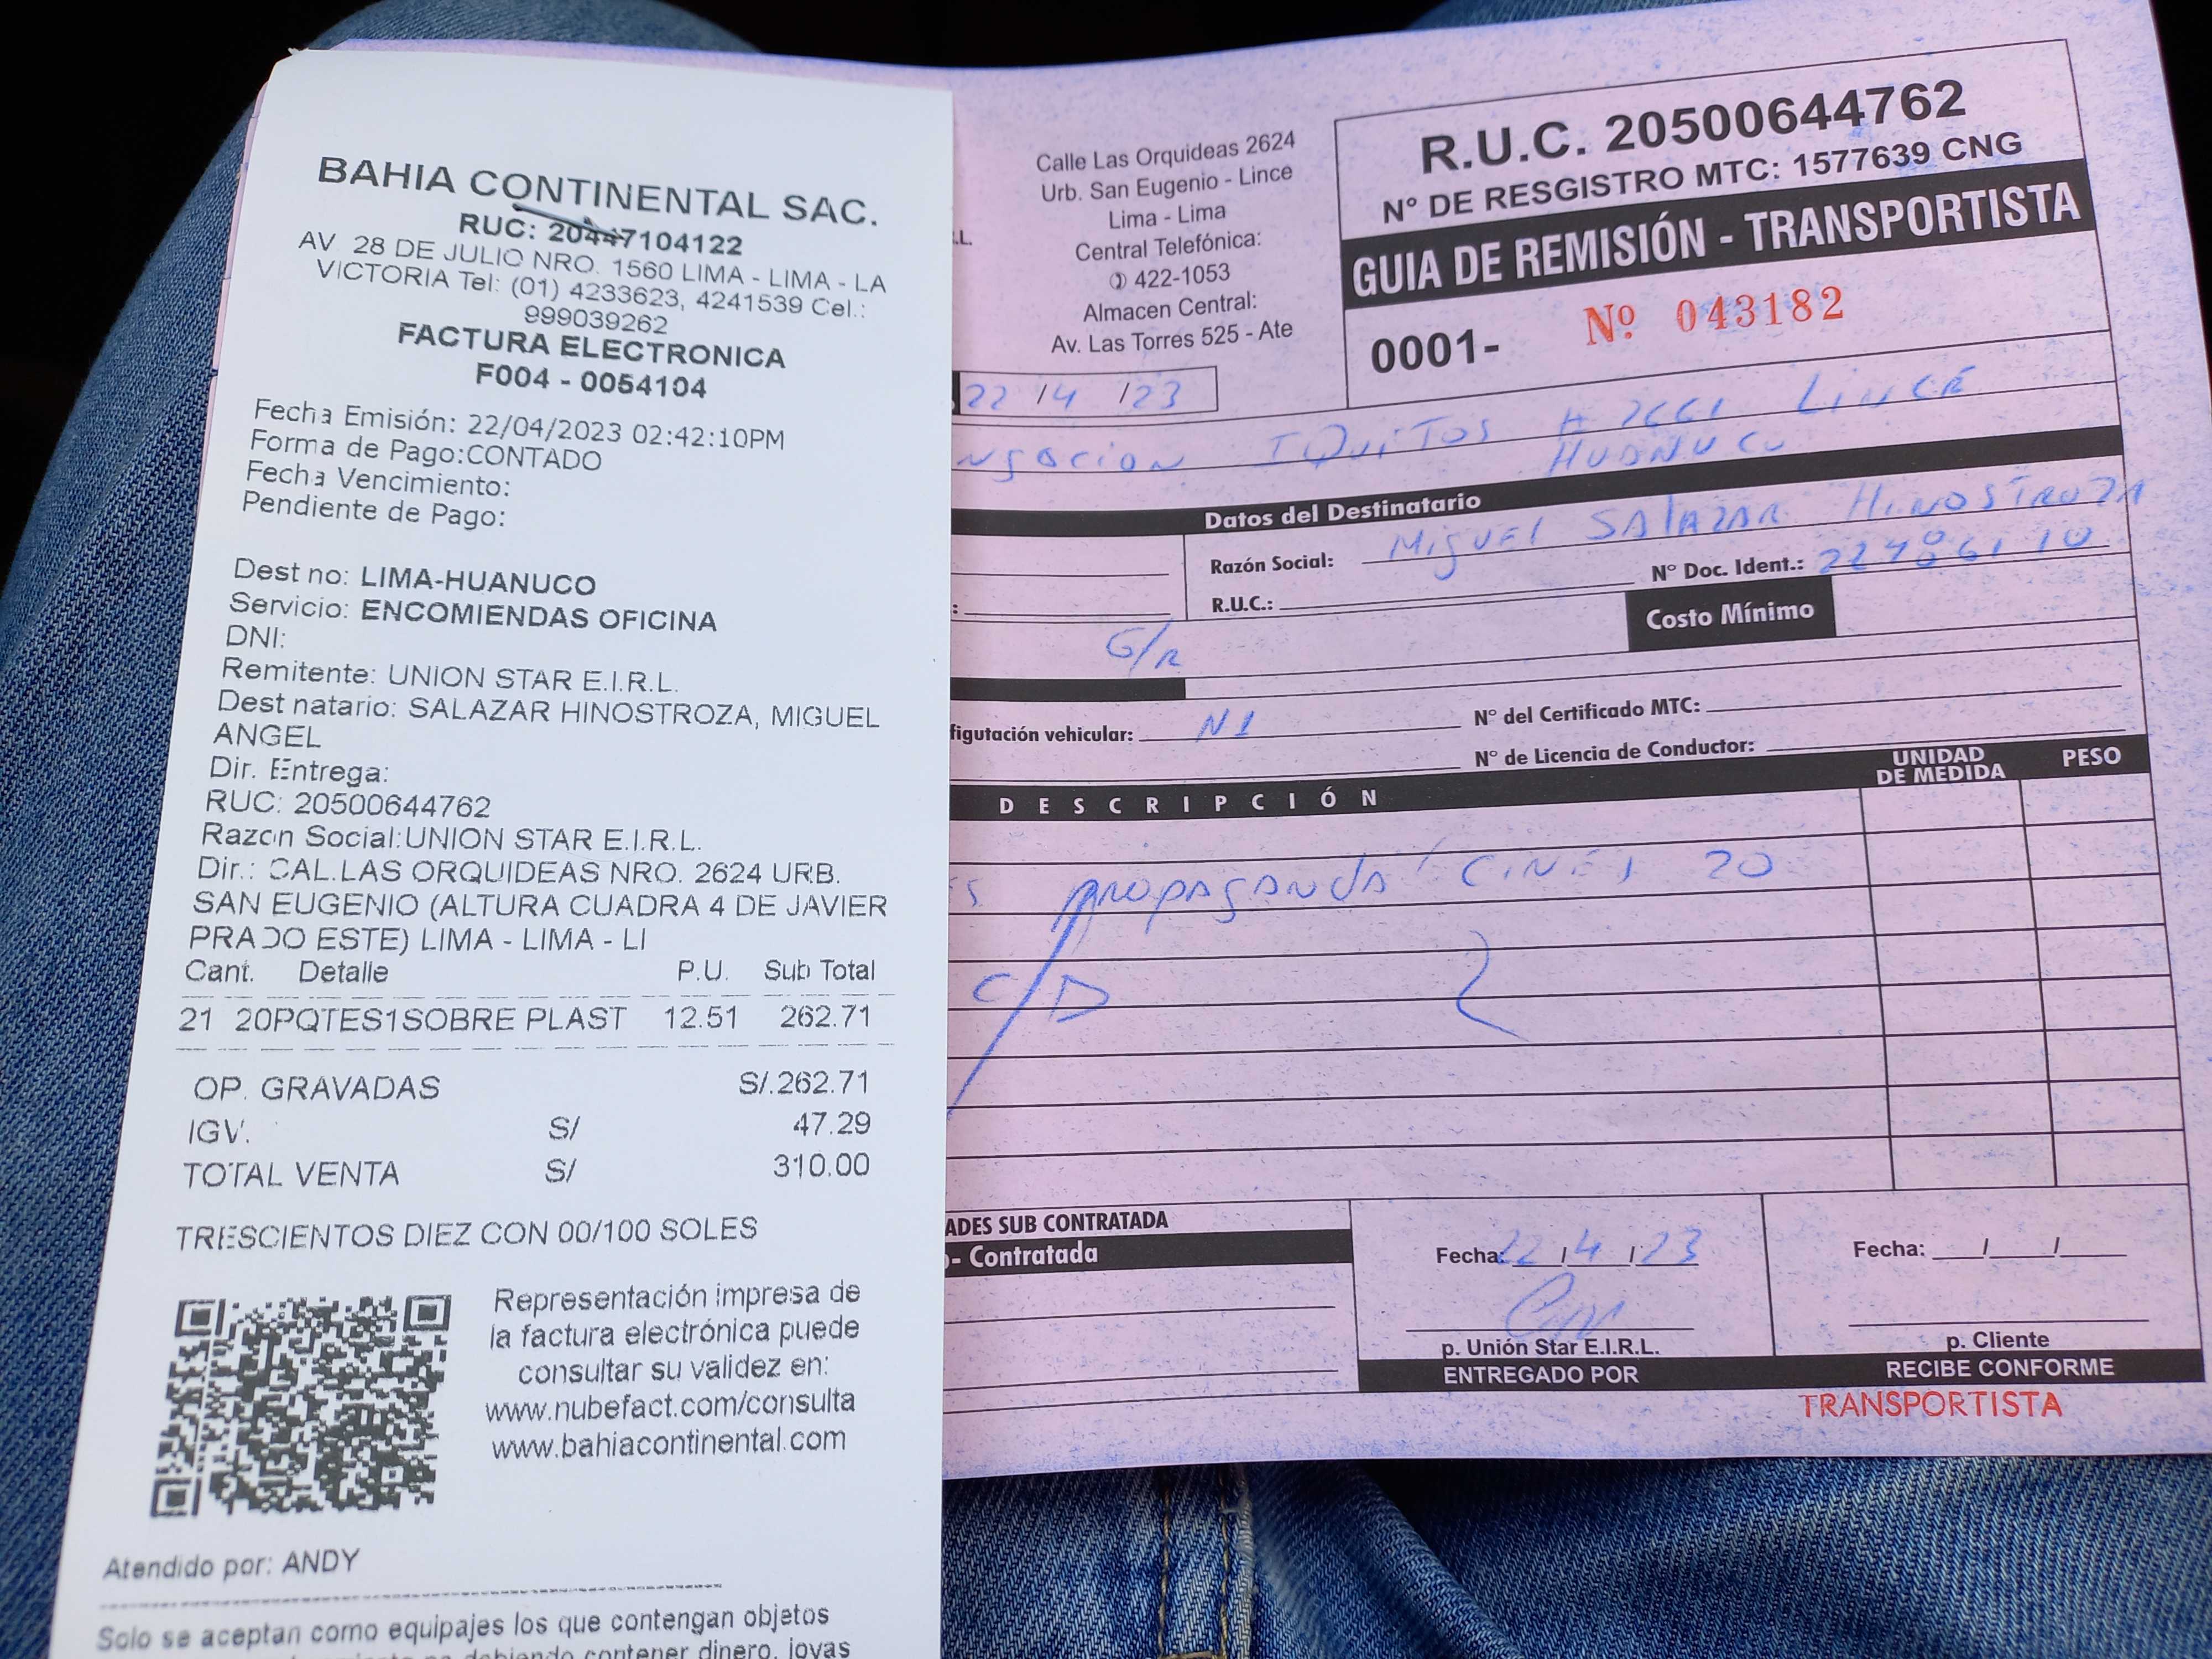 BAHIA CONTINENTAL SAC.
RUC: 20447104122
AV 28 DE JULIO NRO. 1560 LIMA - LIMA - LA
VICTORIA Tel: (01) 4233623, 4241539 Cel.:
999039262
FACTURA ELECTRONICA
F004 - 0054104
Fecha Emisión: 22/04/2023 02:42:10PM
Forma de Pago:CONTADO
Fecha Vencimiento:
Pendiente de Pago:
Dest no: LIMA-HUANUCO
Servicio: ENCOMIENDAS OFICINA
DNI:
Remitente: UNION STAR E.I.R.L.
Dest natario: SALAZAR HINOSTROZA, MIGUEL
ANGEL
Dir. Entrega:
RUC: 20500644762
Razon Social:UNION STAR E.I.R.L.
Dir.: CAL.LAS ORQUIDEAS NRO. 2624 URB.
SAN EUGENIO (ALTURA CUADRA 4 DE JAVIER
PRADO ESTE) LIMA - LIMA - LI
Cant. Detalle P.U. Sub Total
21 20PQTES1SOBRE PLAST 12.51 262.71
OP. GRAVADAS S/.262.71
IGV. S/ 47.29
TOTAL VENTA S/ 310.00
TRESCIENTOS DIEZ CON 00/100 SOLES
Representación impresa de
la factura electrónica puede
consultar su validez en:
www.nubefact.com/consulta
www.bahiacontinental.com
Atendido por: ANDY
Solo se aceptan como equipajes los que contengan objetos
debiendo contener dinero, joyas
Calle Las Orquideas 2624
Urb. San Eugenio - Lince
Lima - Lima
Central Telefónica:
422-1053
Almacen Central:
Av. Las Torres 525 - Ate
R.U.C. 20500644762
N° DE RESGISTRO MTC: 1577639 CNG
GUIA DE REMISIÓN - TRANSPORTISTA
0001- Nº 043182
22 /4 /23
IQUITOS # 2661 LINCE
HUANUCO
Datos del Destinatario
Razón Social: MIGUEL SALAZAR HINOSTROZA
N° Doc. Ident.:
R.U.C.:
Costo Mínimo
G/R
figutación vehicular: N1
N° del Certificado MTC:
N° de Licencia de Conductor:
DESCRIPCIÓN UNIDAD DE MEDIDA PESO
PROPAGANDA CINES 20
C/D
ADES SUB CONTRATADA
- Contratada
Fecha: 22/4/23
p. Unión Star E.I.R.L.
ENTREGADO POR
Fecha: / /
p. Cliente
RECIBE CONFORME
TRANSPORTISTA